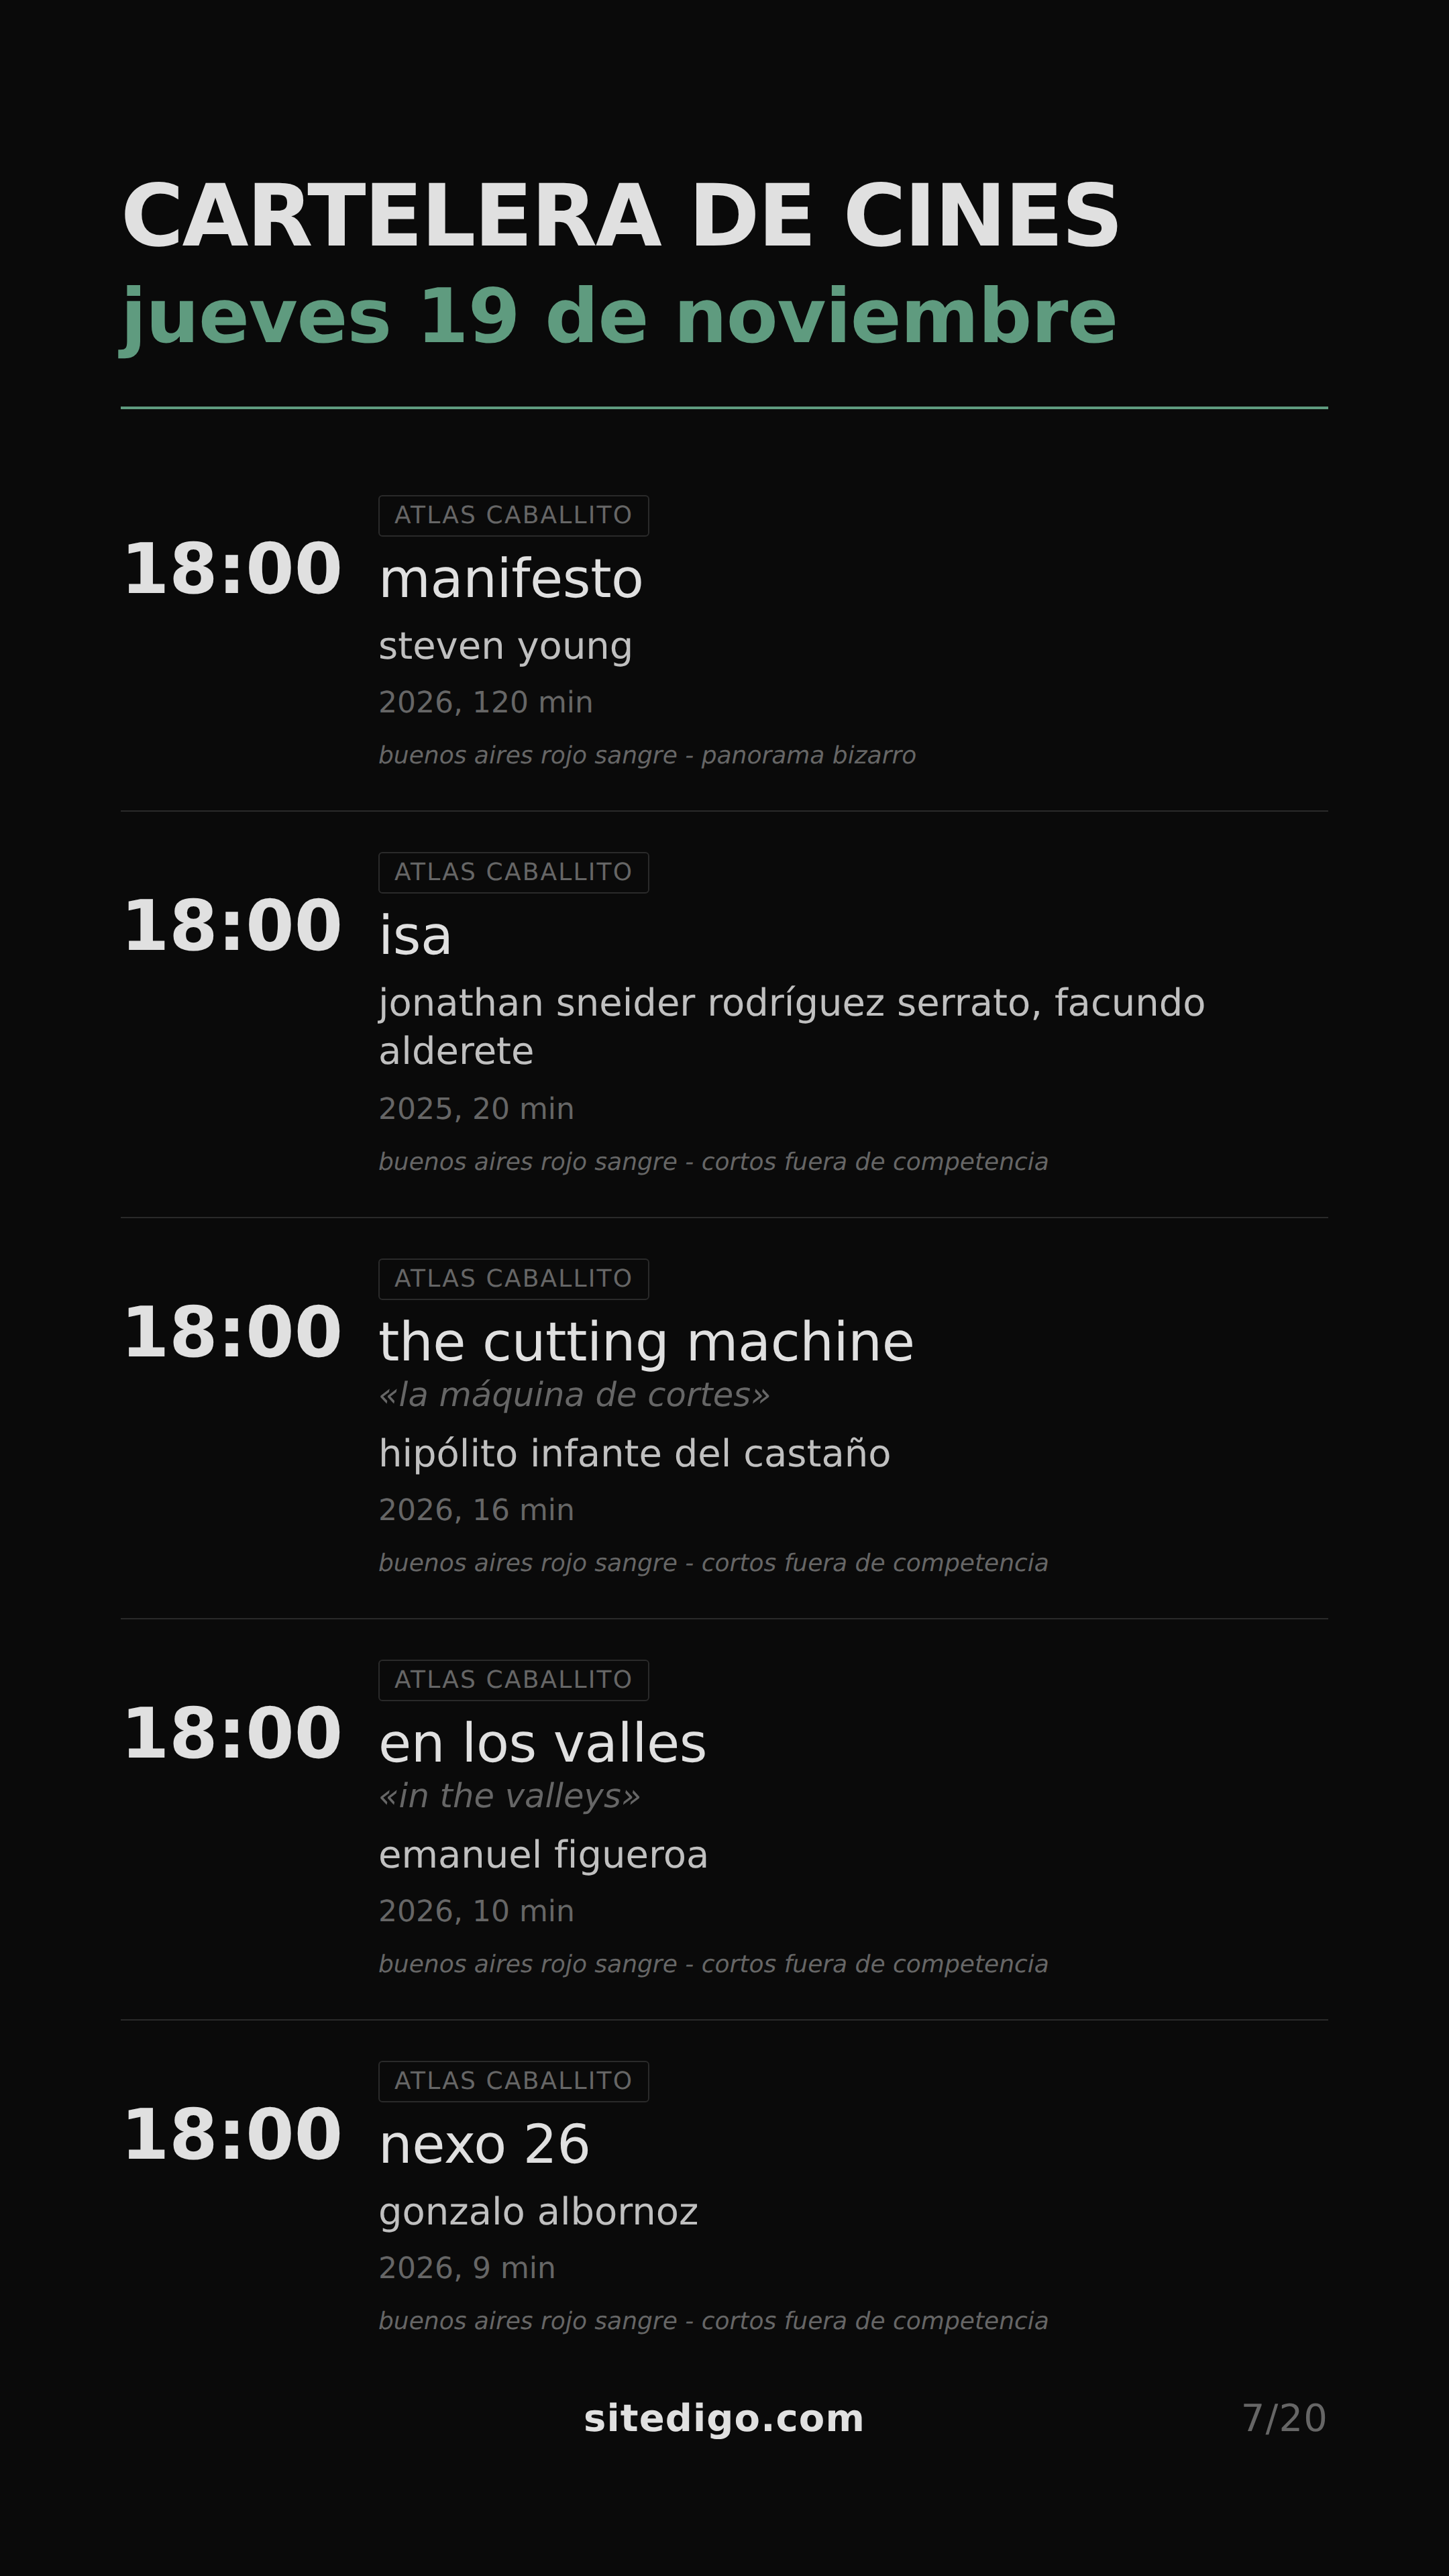 CARTELERA DE CINES
jueves 19 de noviembre
ATLAS CABALLITO
18:00
manifesto
steven young
2026, 120 min
buenos aires rojo sangre - panorama bizarro
ATLAS CABALLITO
18:00
isa
jonathan sneider rodríguez serrato, facundo
alderete
2025, 20 min
buenos aires rojo sangre - cortos fuera de competencia
ATLAS CABALLITO
18:00
the cutting machine
«la máquina de cortes»
hipólito infante del castaño
2026, 16 min
buenos aires rojo sangre - cortos fuera de competencia
ATLAS CABALLITO
18:00
en los valles
«in the valleys»
emanuel figueroa
2026, 10 min
buenos aires rojo sangre - cortos fuera de competencia
ATLAS CABALLITO
18:00
nexo 26
gonzalo albornoz
2026, 9 min
buenos aires rojo sangre - cortos fuera de competencia
sitedigo.com
7/20